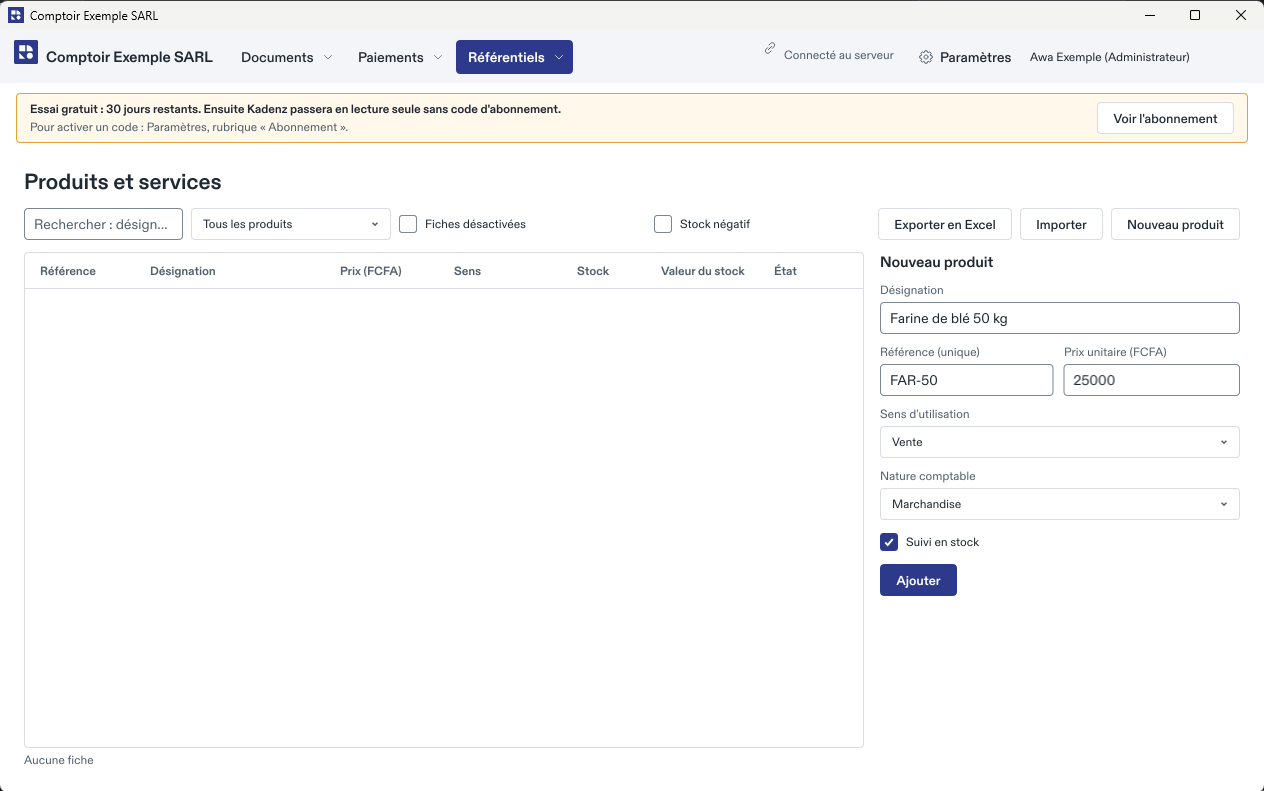 Comptoir Exemple SARL
Comptoir Exemple SARL
Documents
Paiements
Référentiels
Connecté au serveur
Paramètres
Awa Exemple (Administrateur)
Essai gratuit : 30 jours restants. Ensuite Kadenz passera en lecture seule sans code d'abonnement.
Pour activer un code : Paramètres, rubrique « Abonnement ».
Voir l'abonnement
Produits et services
Rechercher : désign...
Tous les produits
Fiches désactivées
Stock négatif
Exporter en Excel
Importer
Nouveau produit
Référence
Désignation
Prix (FCFA)
Sens
Stock
Valeur du stock
État
Nouveau produit
Désignation
Farine de blé 50 kg
Référence (unique)
Prix unitaire (FCFA)
FAR-50
25000
Sens d'utilisation
Vente
Nature comptable
Marchandise
Suivi en stock
Ajouter
Aucune fiche